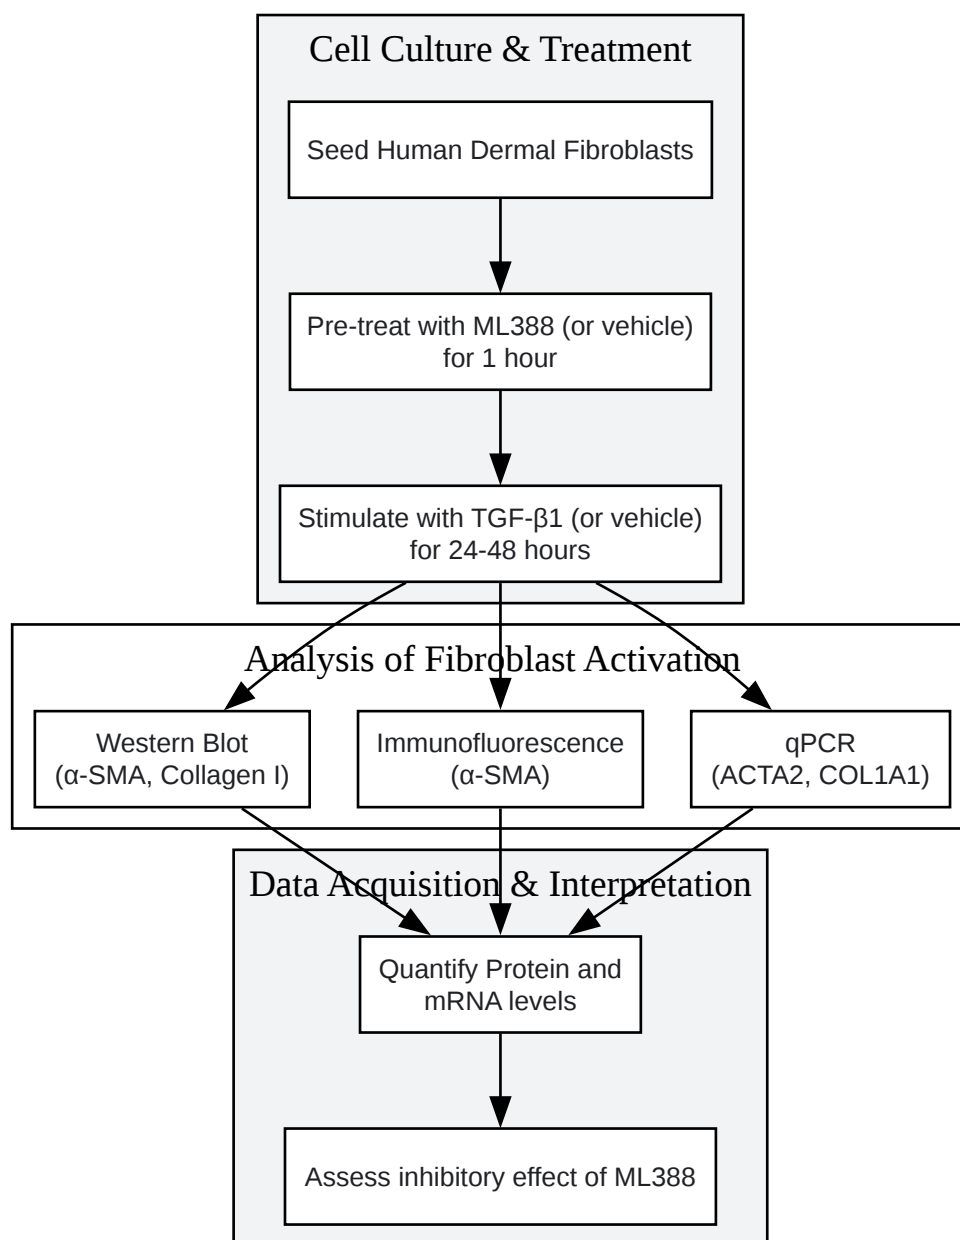 Cell Culture & Treatment
Seed Human Dermal Fibroblasts
Pre-treat with ML388 (or vehicle)
for 1 hour
Stimulate with TGF-β1 (or vehicle)
for 24-48 hours
Analysis of Fibroblast Activation
Western Blot
(α-SMA, Collagen I)
Immunofluorescence
(α-SMA)
qPCR
(ACTA2, COL1A1)
Data Acquisition & Interpretation
Quantify Protein and
mRNA levels
Assess inhibitory effect of ML388